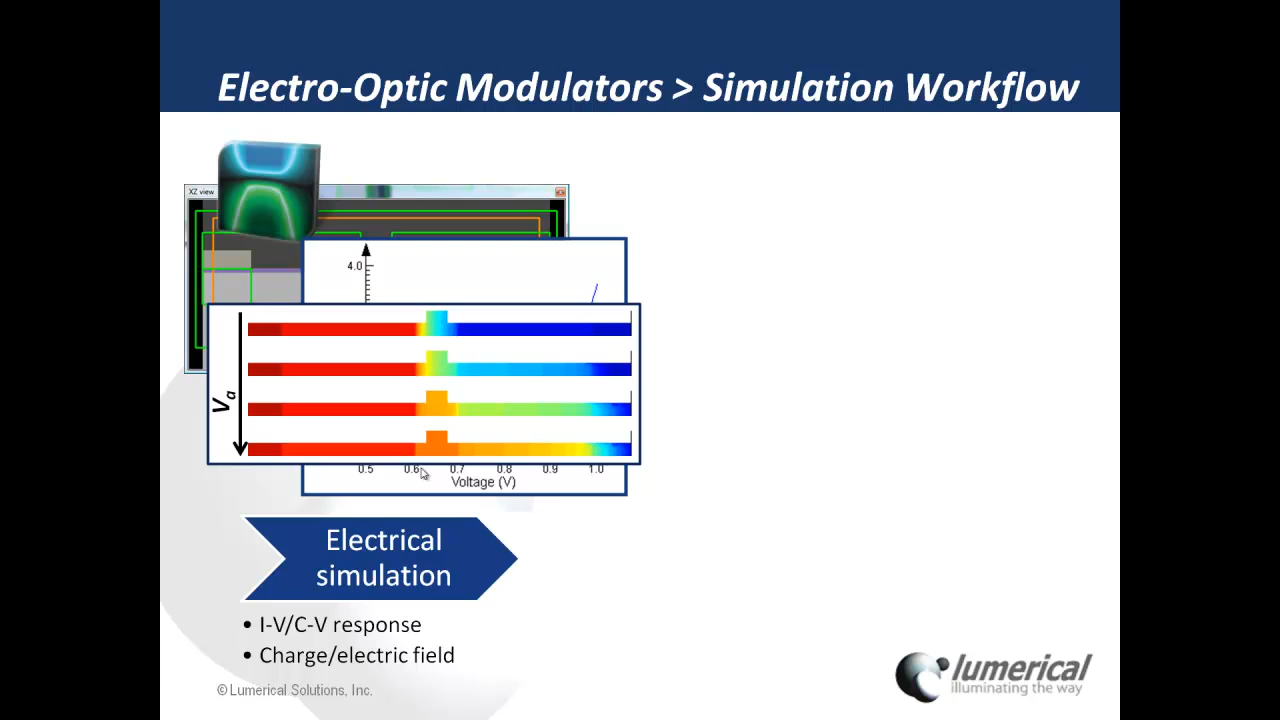 Electro-Optic Modulators > Simulation Workflow
XZ view
4.0
Va
0.5 0.6 0.7 0.8 0.9 1.0
Voltage (V)
Electrical
simulation
• I-V/C-V response
• Charge/electric field
© Lumerical Solutions, Inc.
lumerical
illuminating the way